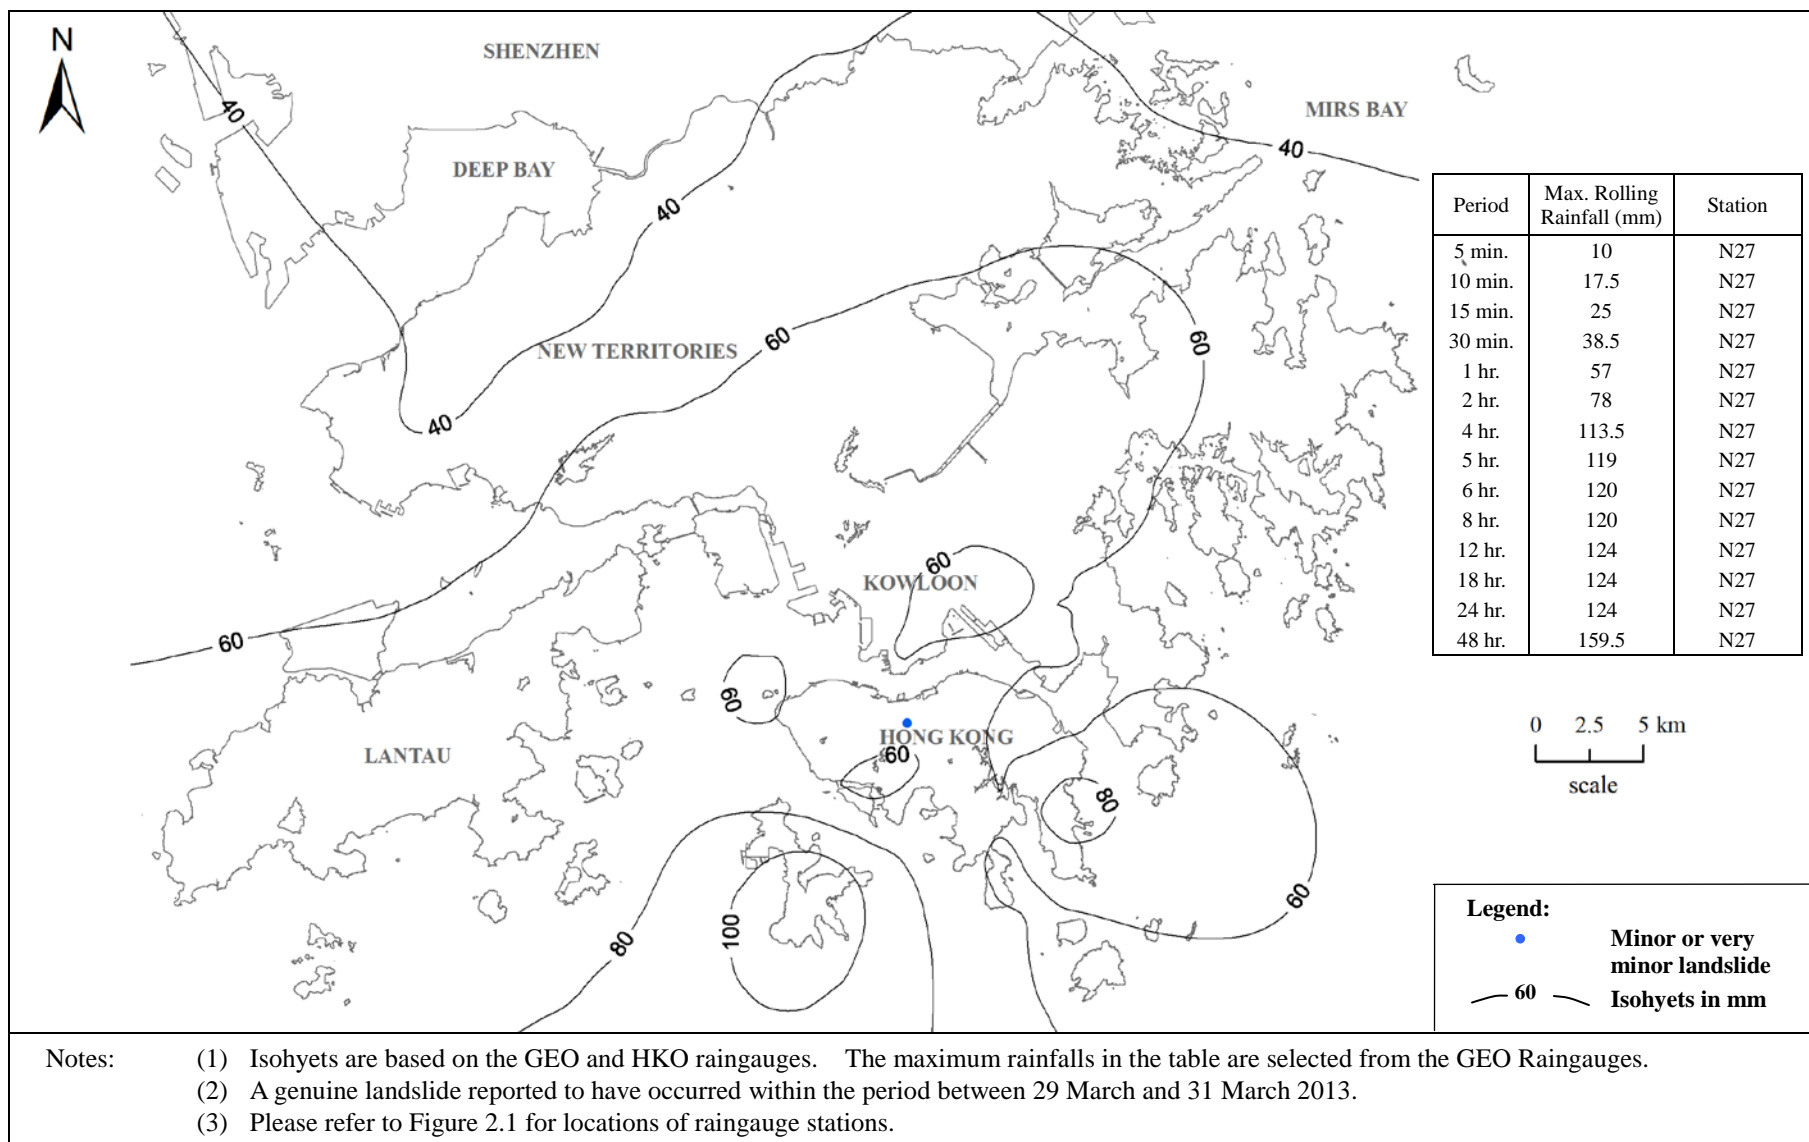 N
SHENZHEN
MIRS BAY
40
40
DEEP BAY
40
60
NEW TERRITORIES
60
40
60
KOWLOON
60
60
HONG KONG
60
LANTAU
80
60
100
80
Period Max. Rolling Rainfall (mm) Station
5 min. 10 N27
10 min. 17.5 N27
15 min. 25 N27
30 min. 38.5 N27
1 hr. 57 N27
2 hr. 78 N27
4 hr. 113.5 N27
5 hr. 119 N27
6 hr. 120 N27
8 hr. 120 N27
12 hr. 124 N27
18 hr. 124 N27
24 hr. 124 N27
48 hr. 159.5 N27
0 2.5 5 km
scale
Legend:
Minor or very
minor landslide
60 Isohyets in mm
Notes: (1) Isohyets are based on the GEO and HKO raingauges. The maximum rainfalls in the table are selected from the GEO Raingauges.
(2) A genuine landslide reported to have occurred within the period between 29 March and 31 March 2013.
(3) Please refer to Figure 2.1 for locations of raingauge stations.